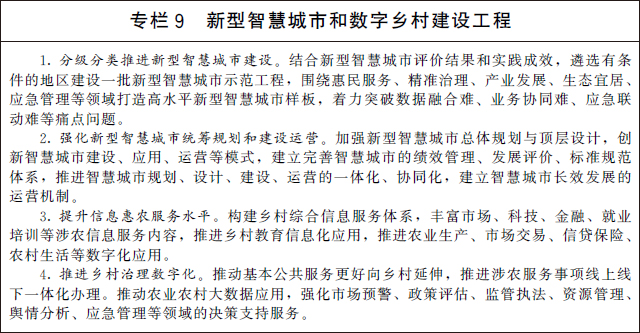 专栏 9 新型智慧城市和数字乡村建设工程
1. 分级分类推进新型智慧城市建设。结合新型智慧城市评价结果和实践成效，遴选有条
件的地区建设一批新型智慧城市示范工程，围绕惠民服务、精准治理、产业发展、生态宜居、
应急管理等领域打造高水平新型智慧城市样板，着力突破数据融合难、业务协同难、应急联
动难等痛点问题。
2. 强化新型智慧城市统筹规划和建设运营。加强新型智慧城市总体规划与顶层设计，创
新智慧城市建设、应用、运营等模式，建立完善智慧城市的绩效管理、发展评价、标准规范
体系，推进智慧城市规划、设计、建设、运营的一体化、协同化，建立智慧城市长效发展的
运营机制。
3. 提升信息惠农服务水平。构建乡村综合信息服务体系，丰富市场、科技、金融、就业
培训等涉农信息服务内容，推进乡村教育信息化应用，推进农业生产、市场交易、信贷保险、
农村生活等数字化应用。
4. 推进乡村治理数字化。推动基本公共服务更好向乡村延伸，推进涉农服务事项线上线
下一体化办理。推动农业农村大数据应用，强化市场预警、政策评估、监管执法、资源管理、
舆情分析、应急管理等领域的决策支持服务。